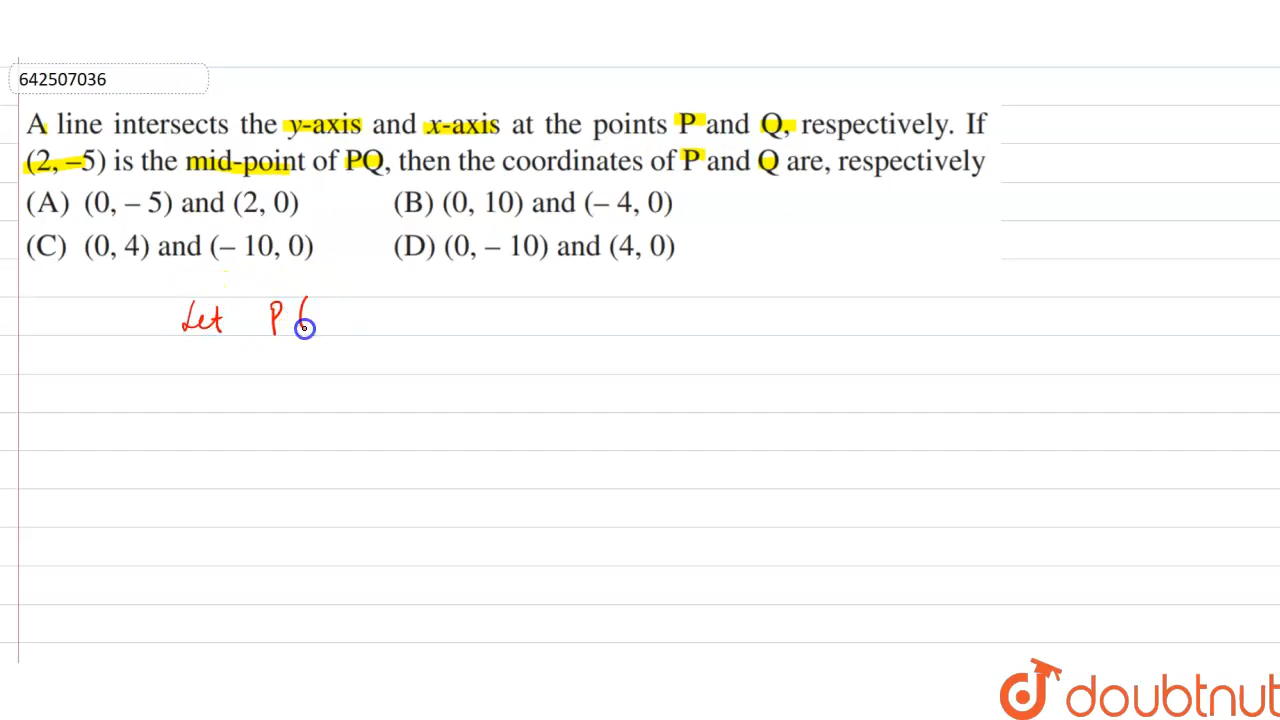 642507036
A line intersects the y-axis and x-axis at the points P and Q, respectively. If
(2, –5) is the mid-point of PQ, then the coordinates of P and Q are, respectively
(A) (0, – 5) and (2, 0) (B) (0, 10) and (– 4, 0)
(C) (0, 4) and (– 10, 0) (D) (0, – 10) and (4, 0)
Let P (
doubtnut